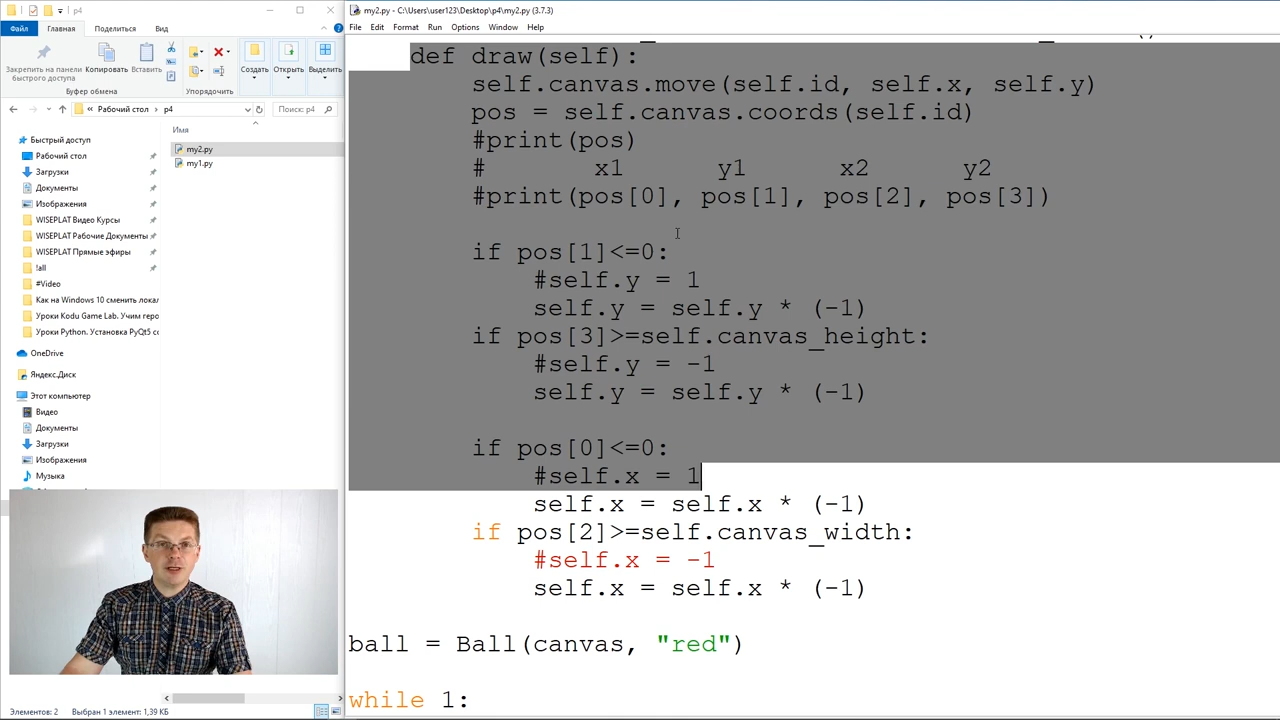 p4
my2.py - C:\Users\user123\Desktop\p4\my2.py (3.7.3)
Файл
Главная
Поделиться
Вид
File Edit Format Run Options Window Help
Закрепить на панели
быстрого доступа
Копировать
Вставить
Создать
Открыть
Выделить
Буфер обмена
Упорядочить
Рабочий стол
p4
Поиск: p4
Имя
my2.py
my1.py
Быстрый доступ
Рабочий стол
Загрузки
Документы
Изображения
WISEPLAT Видео Курсы
WISEPLAT Рабочие Документы
WISEPLAT Прямые эфиры
!all
#Video
Как на Windows 10 сменить локал
Уроки Kodu Game Lab. Учим геро
Уроки Python. Установка PyQt5 со
OneDrive
Яндекс.Диск
Этот компьютер
Видео
Документы
Загрузки
Изображения
Музыка
Элементов: 2
Выбран 1 элемент: 1,39 КБ
def draw(self):
self.canvas.move(self.id, self.x, self.y)
pos = self.canvas.coords(self.id)
#print(pos)
# x1 y1 x2 y2
#print(pos[0], pos[1], pos[2], pos[3])
if pos[1]<=0:
#self.y = 1
self.y = self.y * (-1)
if pos[3]>=self.canvas_height:
#self.y = -1
self.y = self.y * (-1)
if pos[0]<=0:
#self.x = 1
self.x = self.x * (-1)
if pos[2]>=self.canvas_width:
#self.x = -1
self.x = self.x * (-1)
ball = Ball(canvas, "red")
while 1: